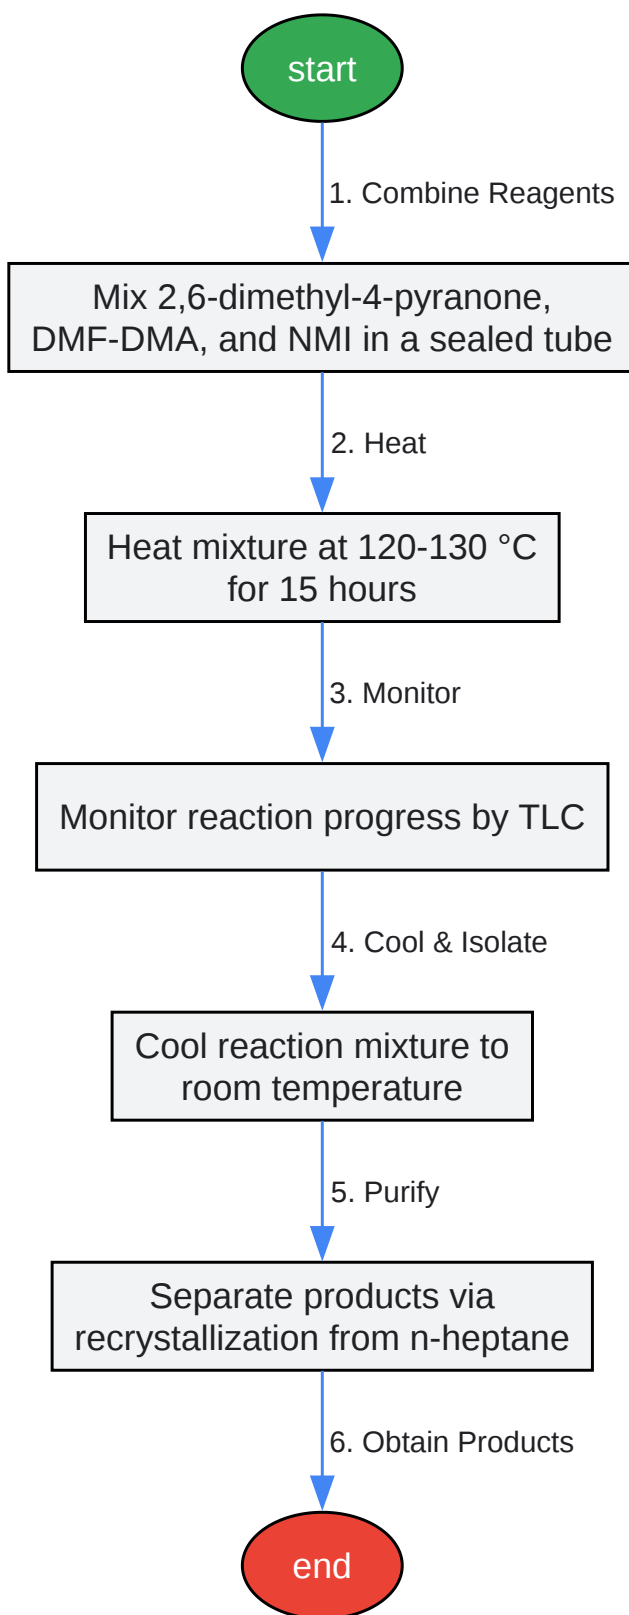 start
1. Combine Reagents
Mix 2,6-dimethyl-4-pyranone,
DMF-DMA, and NMI in a sealed tube
2. Heat
Heat mixture at 120-130 °C
for 15 hours
3. Monitor
Monitor reaction progress by TLC
4. Cool & Isolate
Cool reaction mixture to
room temperature
5. Purify
Separate products via
recrystallization from n-heptane
6. Obtain Products
end